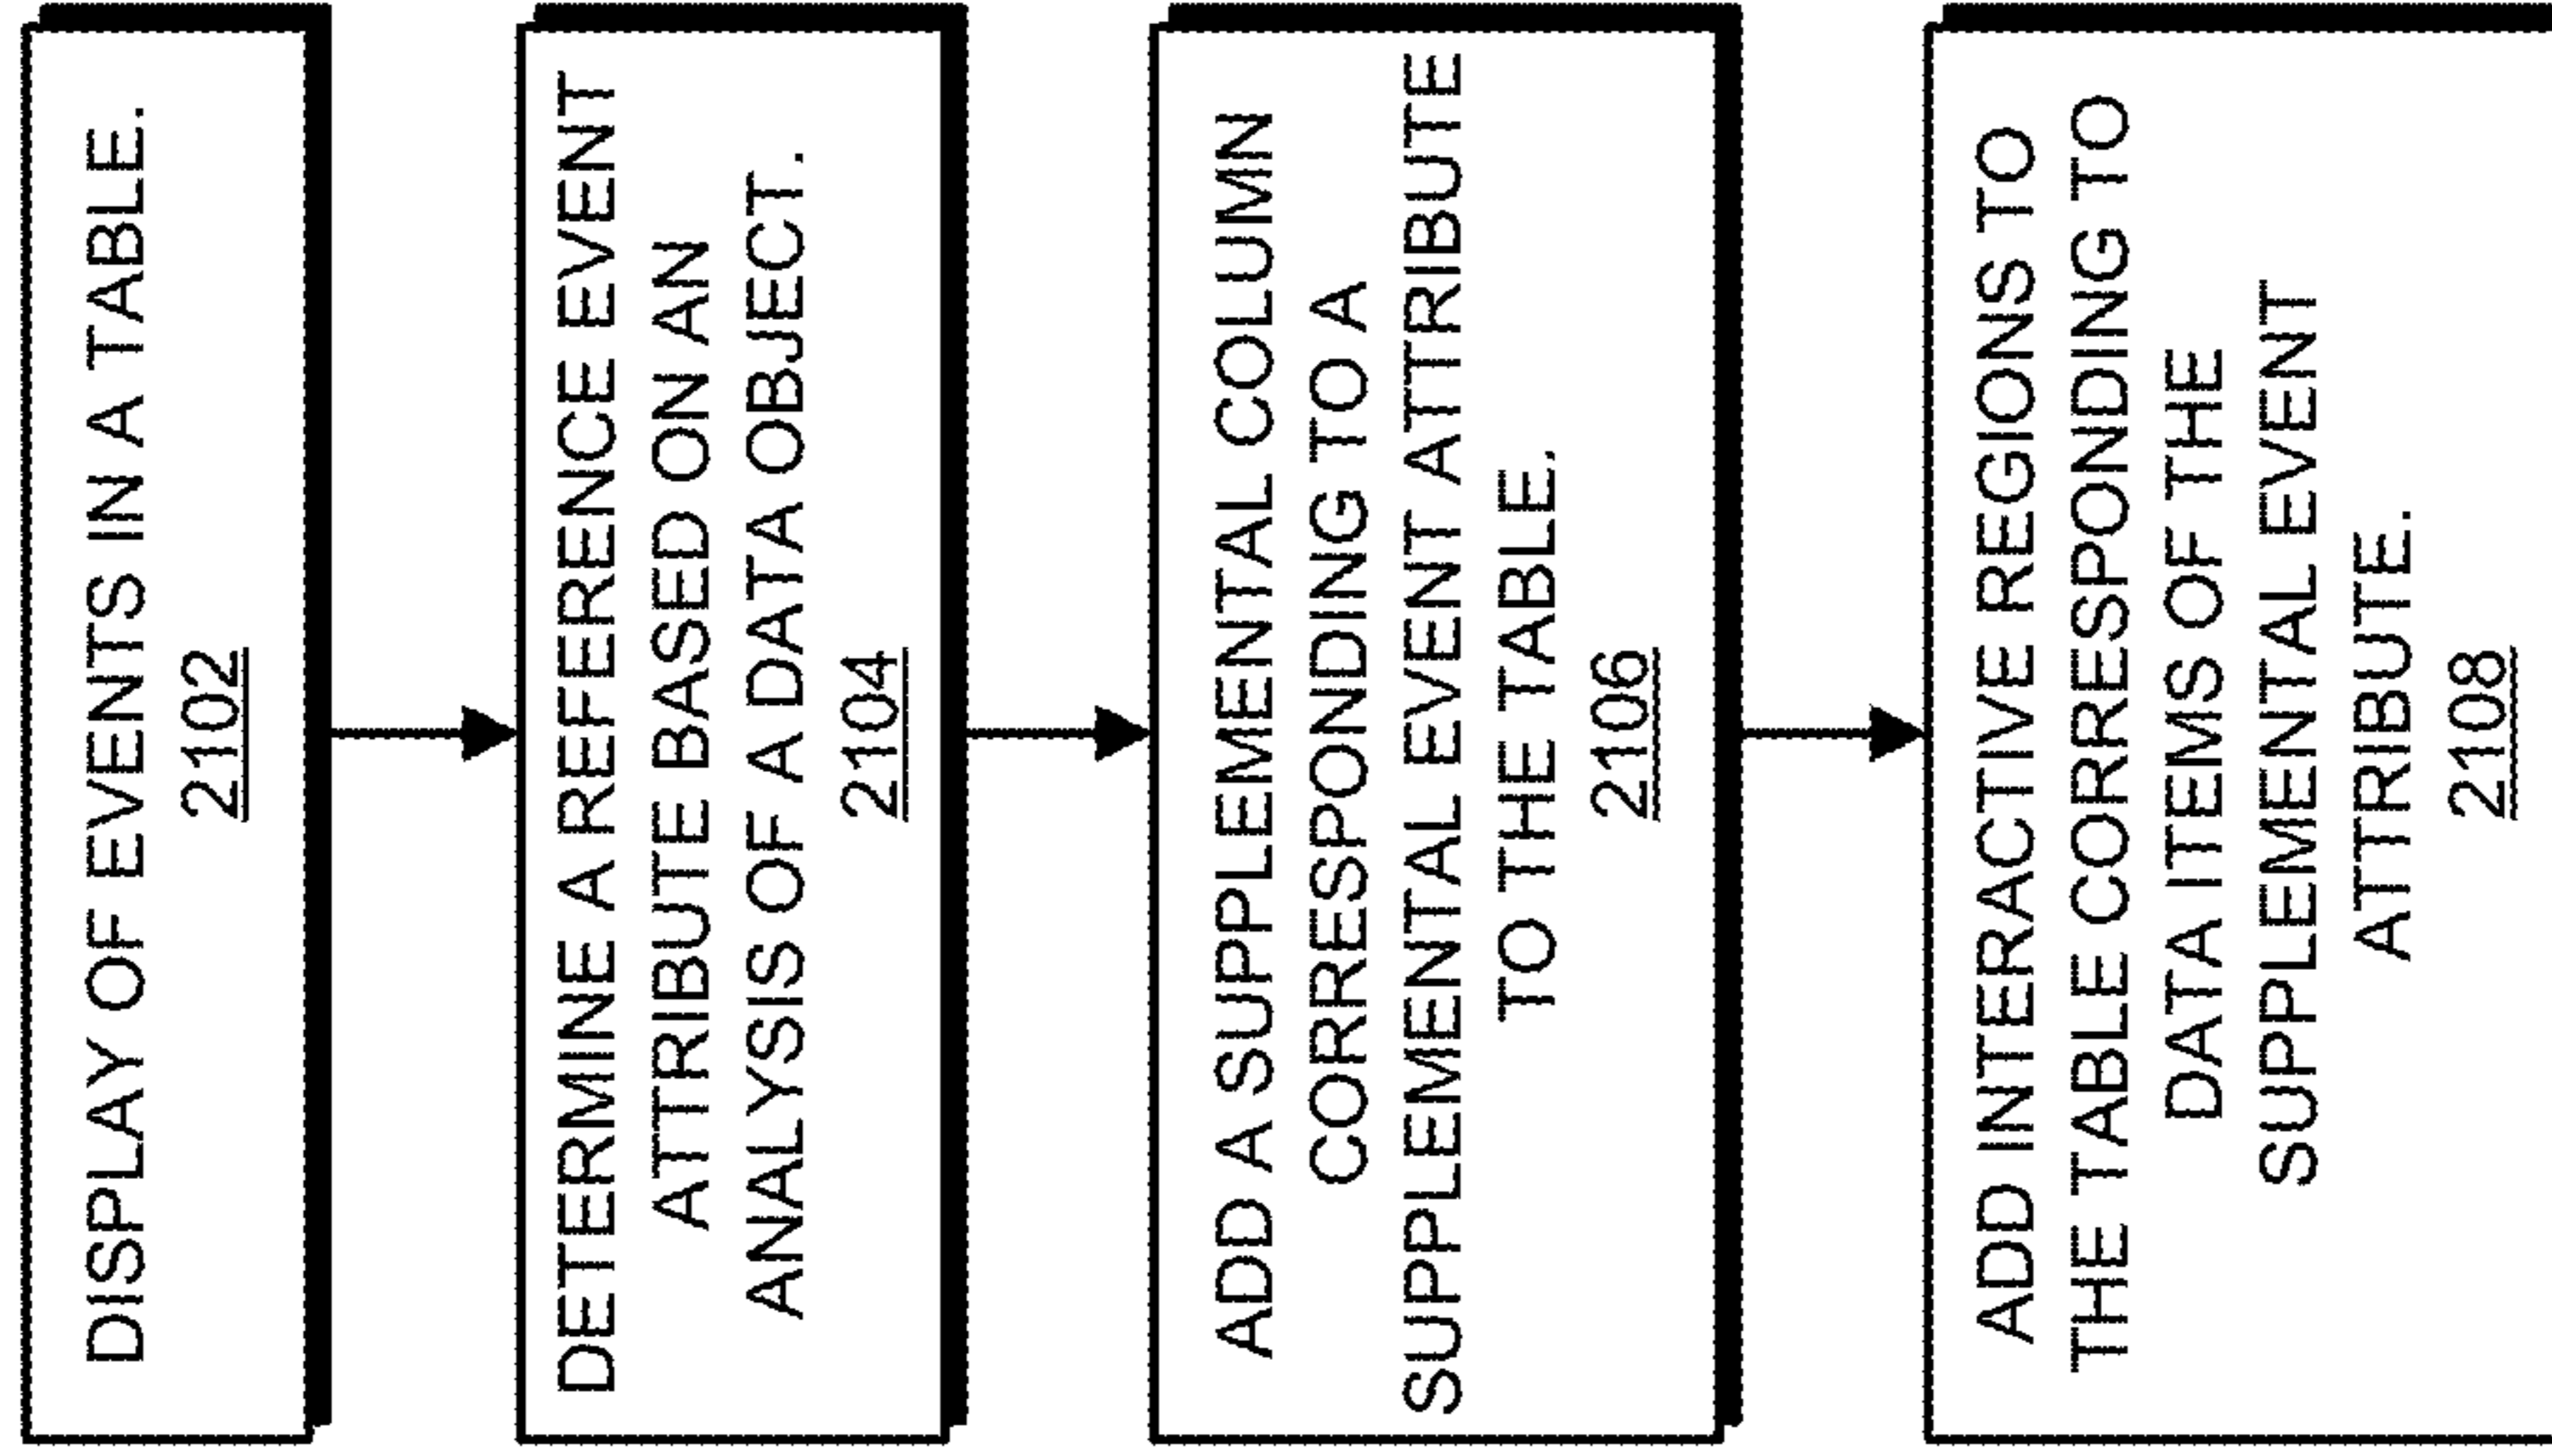 DISPLAY OF EVENTS IN A TABLE.
2102
DETERMINE A REFERENCE EVENT
ATTRIBUTE BASED ON AN
ANALYSIS OF A DATA OBJECT.
2104
ADD A SUPPLEMENTAL COLUMN
CORRESPONDING TO A
SUPPLEMENTAL EVENT ATTRIBUTE
TO THE TABLE.
2106
ADD INTERACTIVE REGIONS TO
THE TABLE CORRESPONDING TO
DATA ITEMS OF THE
SUPPLEMENTAL EVENT
ATTRIBUTE.
2108